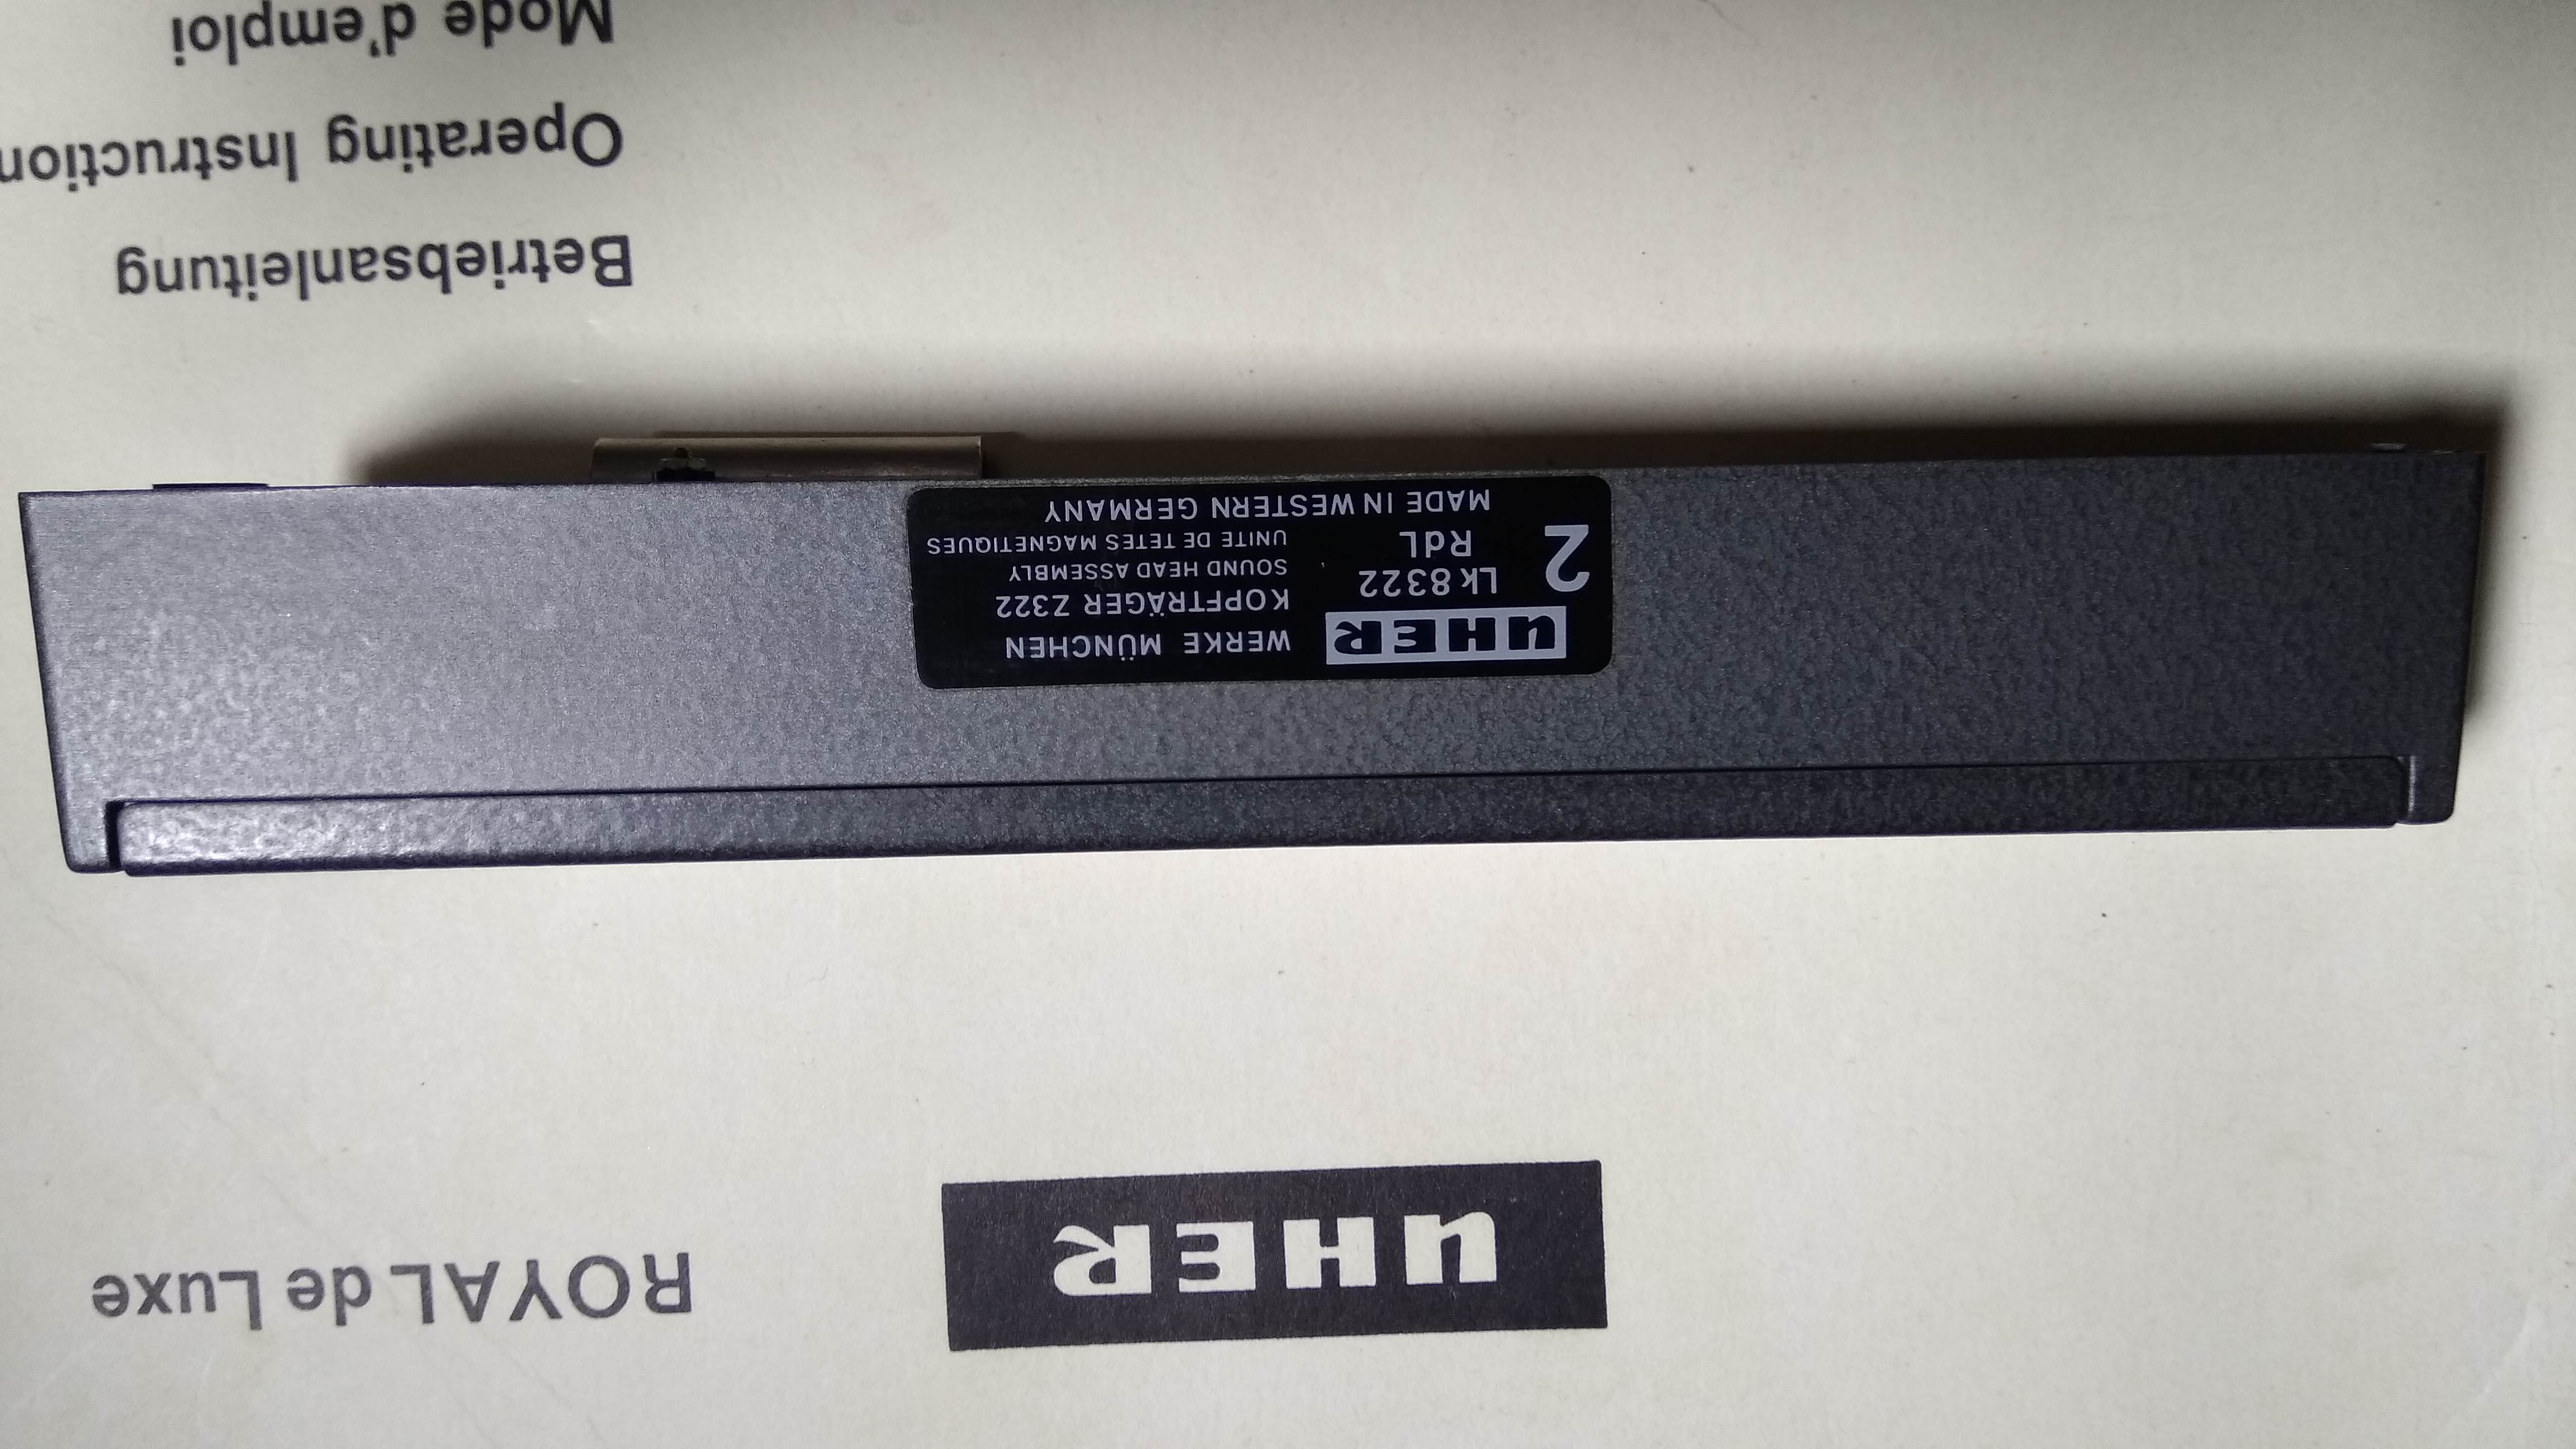 UHER
ROYAL de Luxe
UHER WERKE MÜNCHEN
Lk 8322 KOPFTRÄGER Z322
2 SOUND HEAD ASSEMBLY
RdL UNITE DE TETES MAGNETIQUES
MADE IN WESTERN GERMANY
Betriebsanleitung
Operating Instruction
Mode d'emploi